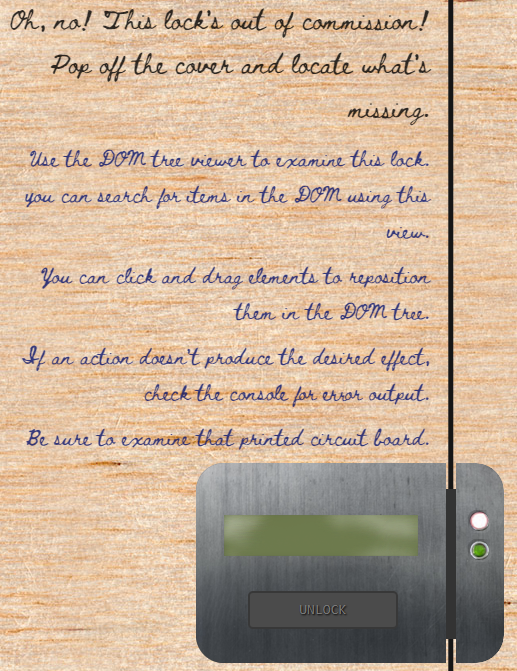 Oh, no! This lock's out of commission!
Pop off the cover and locate what's
missing.
Use the DOM tree viewer to examine this lock.
you can search for items in the DOM using this
view.
You can click and drag elements to reposition
them in the DOM tree.
If an action doesn't produce the desired effect,
check the console for error output.
Be sure to examine that printed circuit board.
UNLOCK